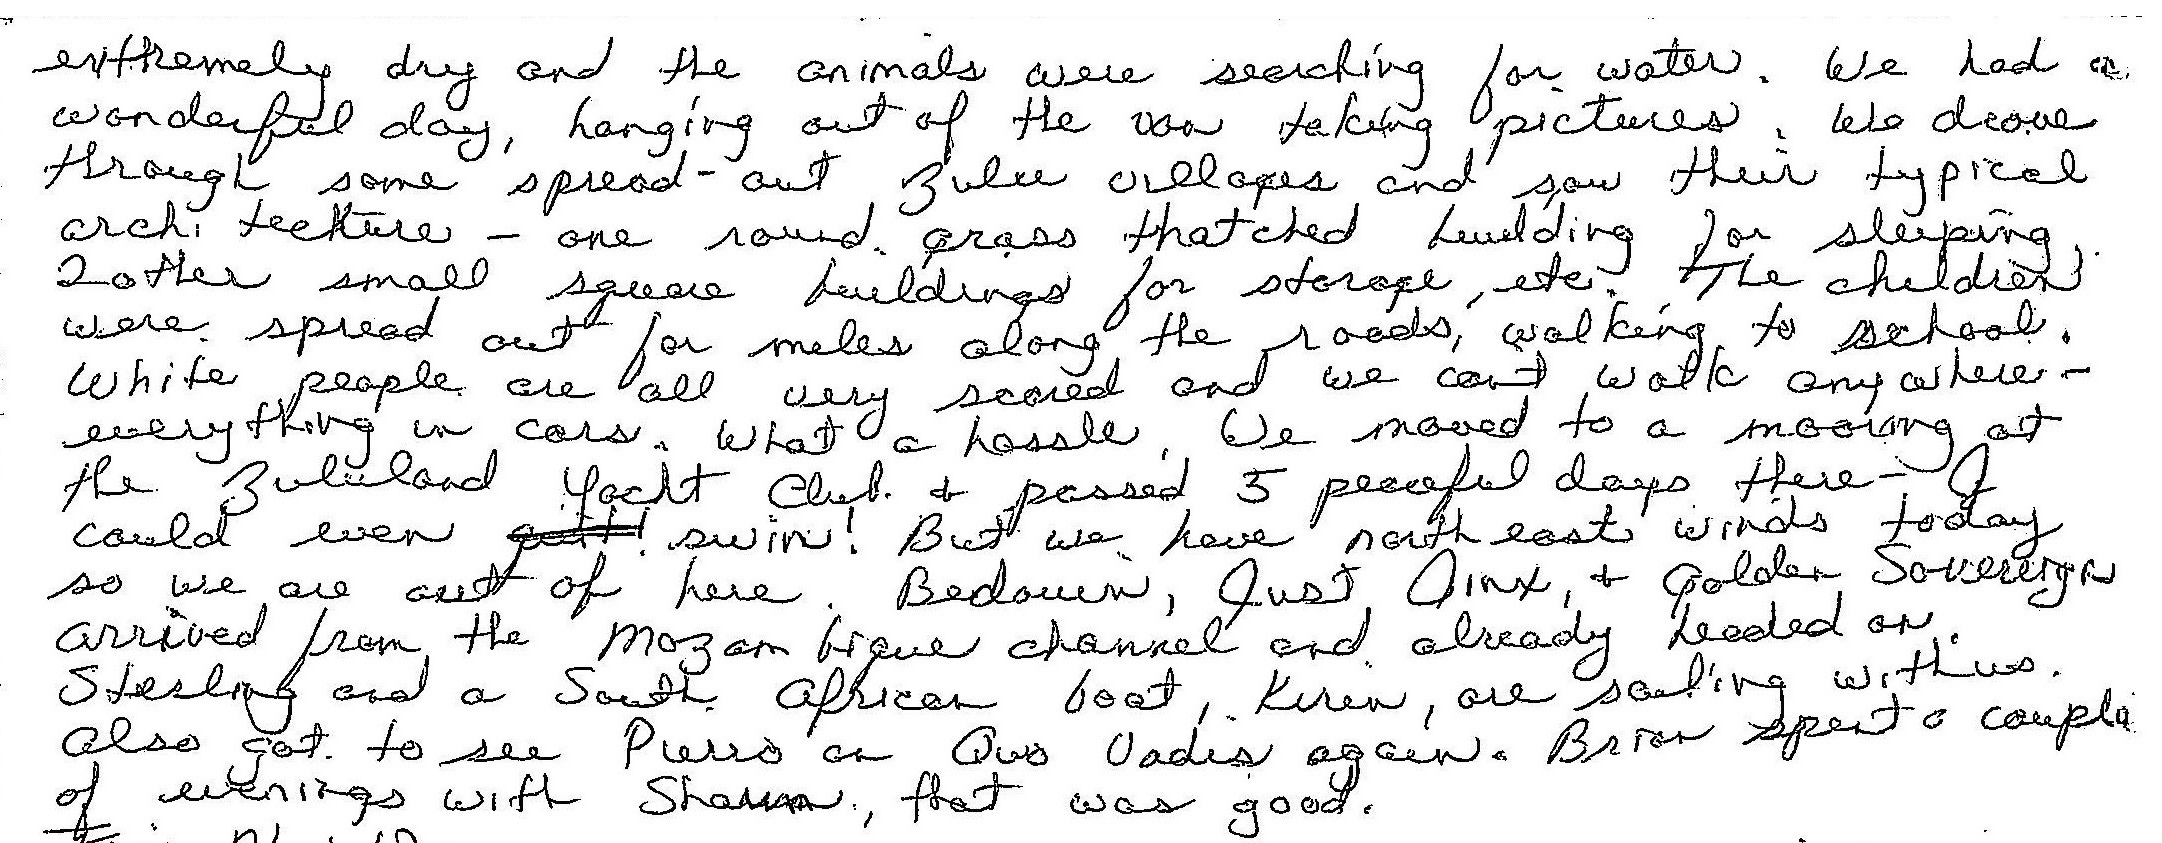 extremely dry and the animals were searching for water. We had a
wonderful day, hanging out of the van taking pictures. We drove
through some spread-out Zulu villages and saw their typical
architecture - one round grass thatched building for sleeping,
2 other small square buildings for storage, etc. The children
were spread out for miles along the roads, walking to school.
White people are all very scared and we can't walk anywhere -
everything in cars. What a hassle. We moved to a mooring at
the Zululand Yacht Club. + passed 5 peaceful days there - I
could even swim! But we have northeast winds today
so we are out of here. Bedouin, Just Jinx, + Golden Sovereign
arrived from the Mozambique channel and already headed on.
Sterling and a South African boat, Kiren, are sailing with us.
Also got to see Pierro on Quo Vadis again. Brian spent a coupla
of evenings with Shawn, that was good.